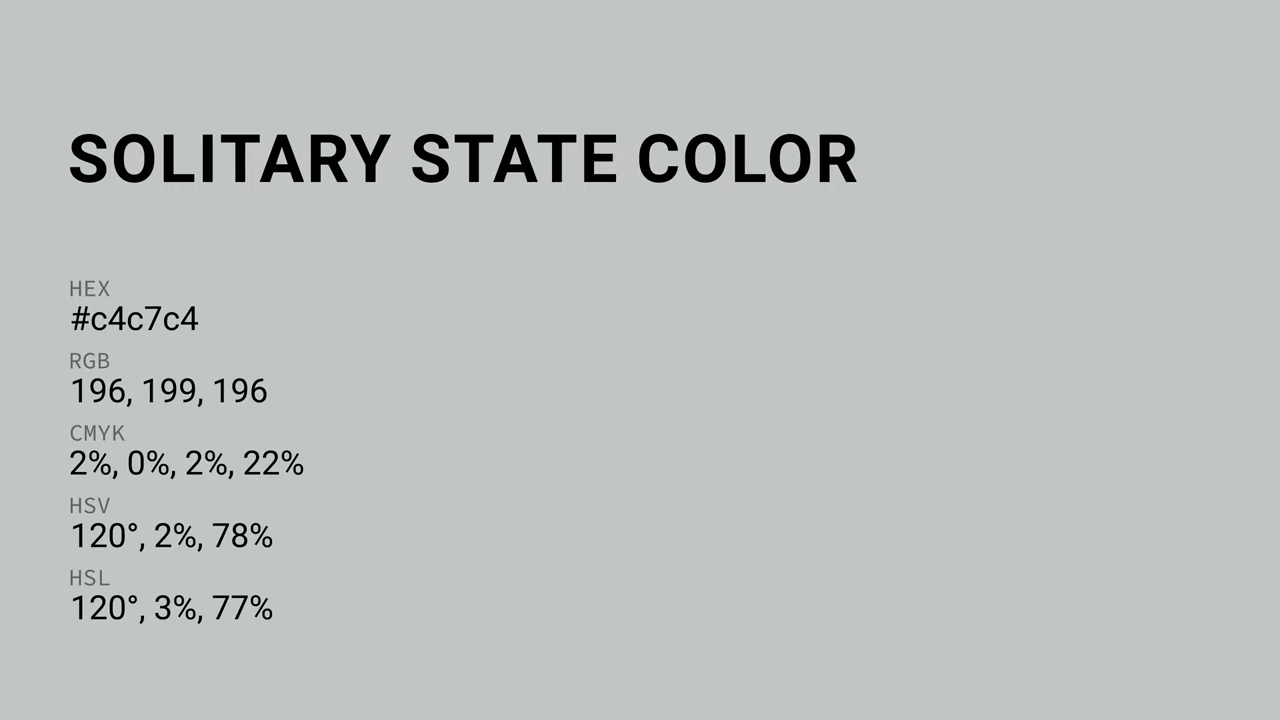 SOLITARY STATE COLOR
HEX
#c4c7c4
RGB
196, 199, 196
CMYK
2%, 0%, 2%, 22%
HSV
120°, 2%, 78%
HSL
120°, 3%, 77%